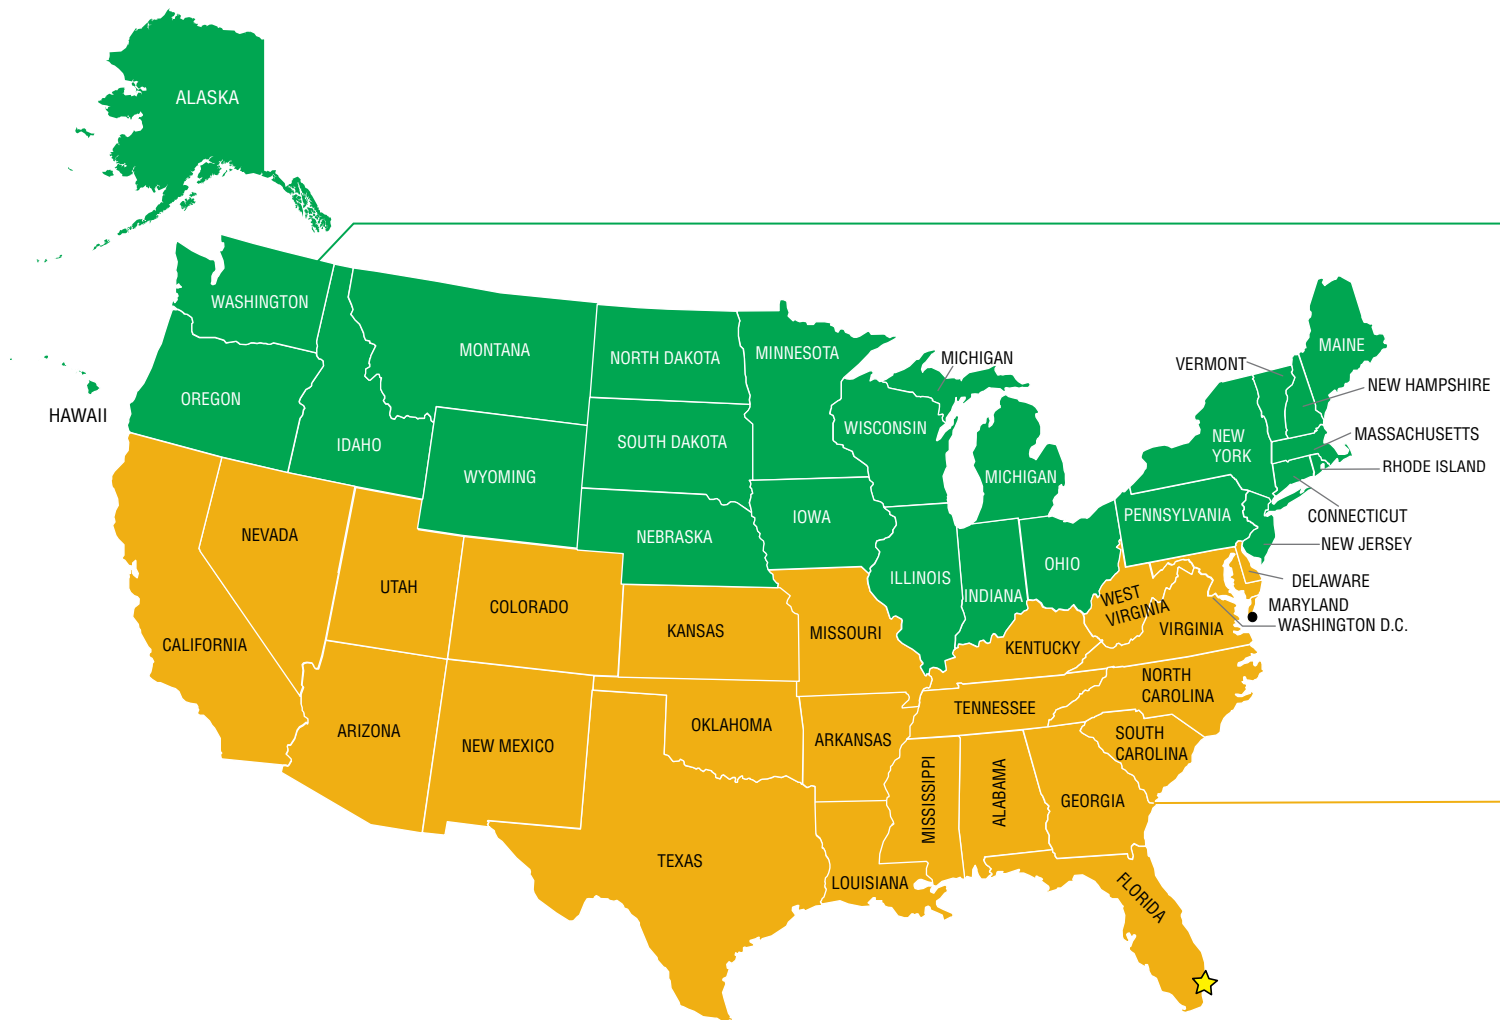 ALASKA
WASHINGTON
MONTANA
NORTH DAKOTA
MINNESOTA
MICHIGAN
MAINE
VERMONT
NEW HAMPSHIRE
HAWAII
OREGON
IDAHO
WYOMING
SOUTH DAKOTA
WISCONSIN
MICHIGAN
NEW
YORK
MASSACHUSETTS
RHODE ISLAND
CONNECTICUT
NEW JERSEY
PENNSYLVANIA
IOWA
NEBRASKA
ILLINOIS
INDIANA
OHIO
NEVADA
UTAH
COLORADO
KANSAS
MISSOURI
KENTUCKY
WEST
VIRGINIA
VIRGINIA
DELAWARE
MARYLAND
WASHINGTON D.C.
CALIFORNIA
ARIZONA
NEW MEXICO
OKLAHOMA
ARKANSAS
TENNESSEE
NORTH
CAROLINA
SOUTH
CAROLINA
MISSISSIPPI
ALABAMA
GEORGIA
TEXAS
LOUISIANA
FLORIDA